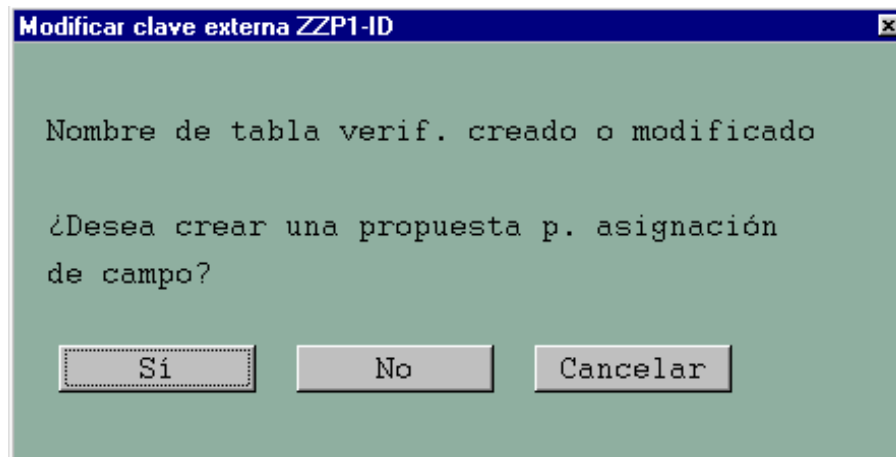 Modificar clave externa ZZP1-ID
Nombre de tabla verif. creado o modificado
¿Desea crear una propuesta p. asignación
de campo?
Sí No Cancelar